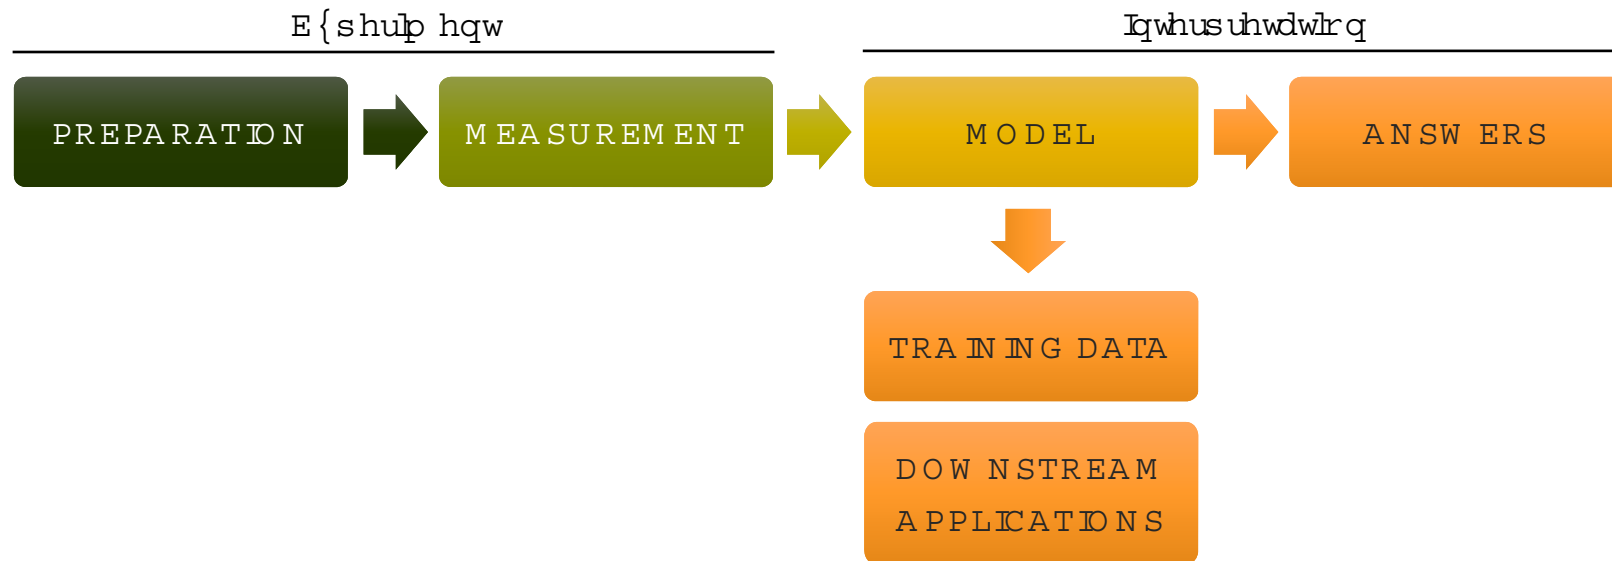 E{shulphqw
Iqwhusuhwdwlrq
PREPARATION
MEASUREMENT
MODEL
ANSWERS
TRAINING DATA
DOWNSTREAM
APPLICATIONS